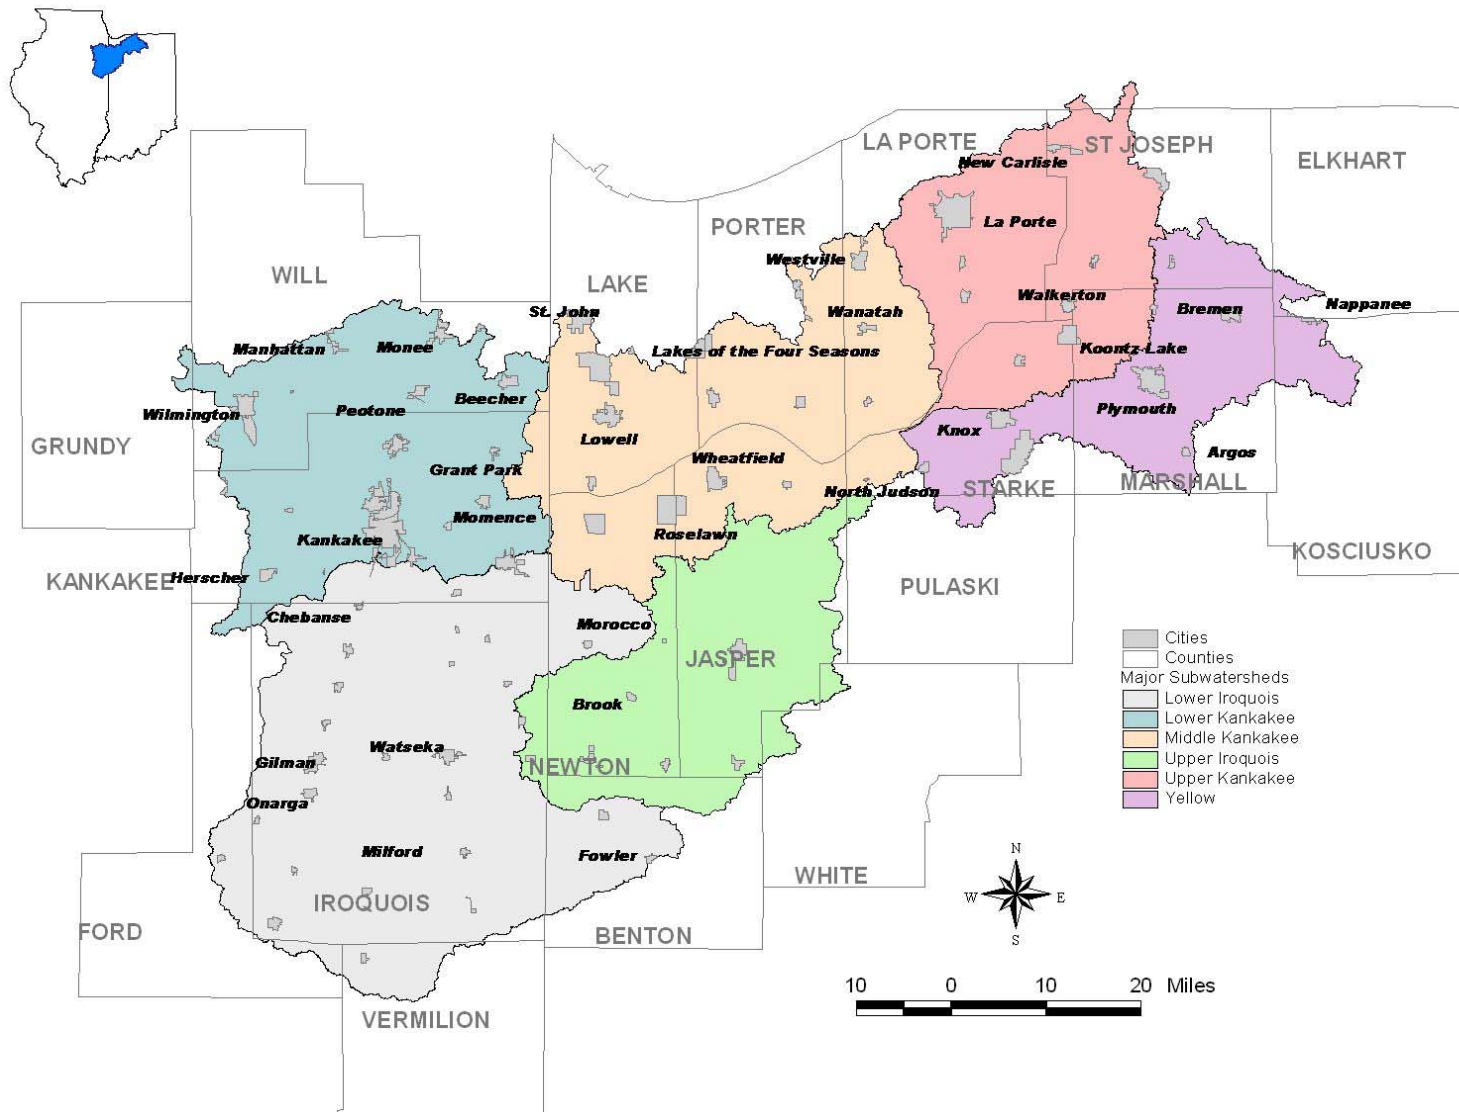 LA PORTE
ST JOSEPH
ELKHART
New Carlisle
PORTER
La Porte
Westville
WILL
LAKE
Walkerton
Nappanee
St. John
Wanatah
Bremen
Manhattan
Monee
Lakes of the Four Seasons
Koontz-Lake
Beecher
Peotone
Wilmington
Plymouth
GRUNDY
Lowell
Knox
Argos
Wheatfield
Grant Park
MARSHALL
STARKE
North Judson
Momence
Roselawn
Kankakee
KOSCIUSKO
KANKAKEE
Herscher
PULASKI
Chebanse
Morocco
JASPER
Brook
Watseka
Gilman
NEWTON
Onarga
Milford
Fowler
WHITE
IROQUOIS
FORD
BENTON
VERMILION
Cities
Counties
Major Subwatersheds
Lower Iroquois
Lower Kankakee
Middle Kankakee
Upper Iroquois
Upper Kankakee
Yellow
N
W E
S
10 0 10 20 Miles